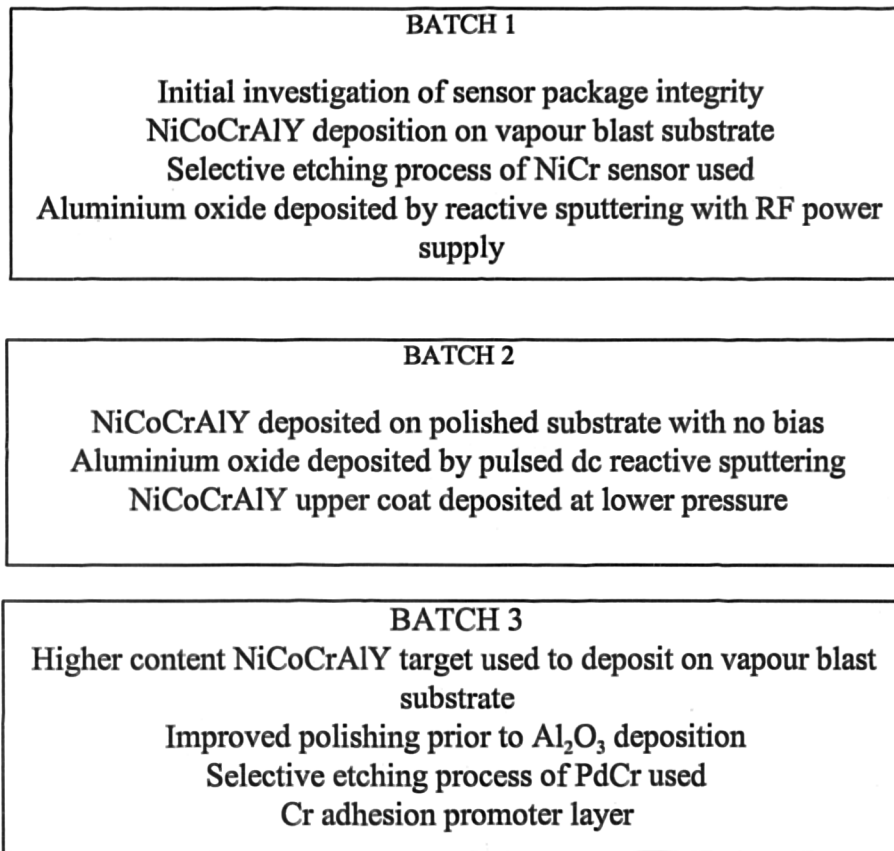 BATCH 1
Initial investigation of sensor package integrity
NiCoCrAlY deposition on vapour blast substrate
Selective etching process of NiCr sensor used
Aluminium oxide deposited by reactive sputtering with RF power
supply
BATCH 2
NiCoCrAlY deposited on polished substrate with no bias
Aluminium oxide deposited by pulsed dc reactive sputtering
NiCoCrAlY upper coat deposited at lower pressure
BATCH 3
Higher content NiCoCrAlY target used to deposit on vapour blast
substrate
Improved polishing prior to Al₂O₃ deposition
Selective etching process of PdCr used
Cr adhesion promoter layer